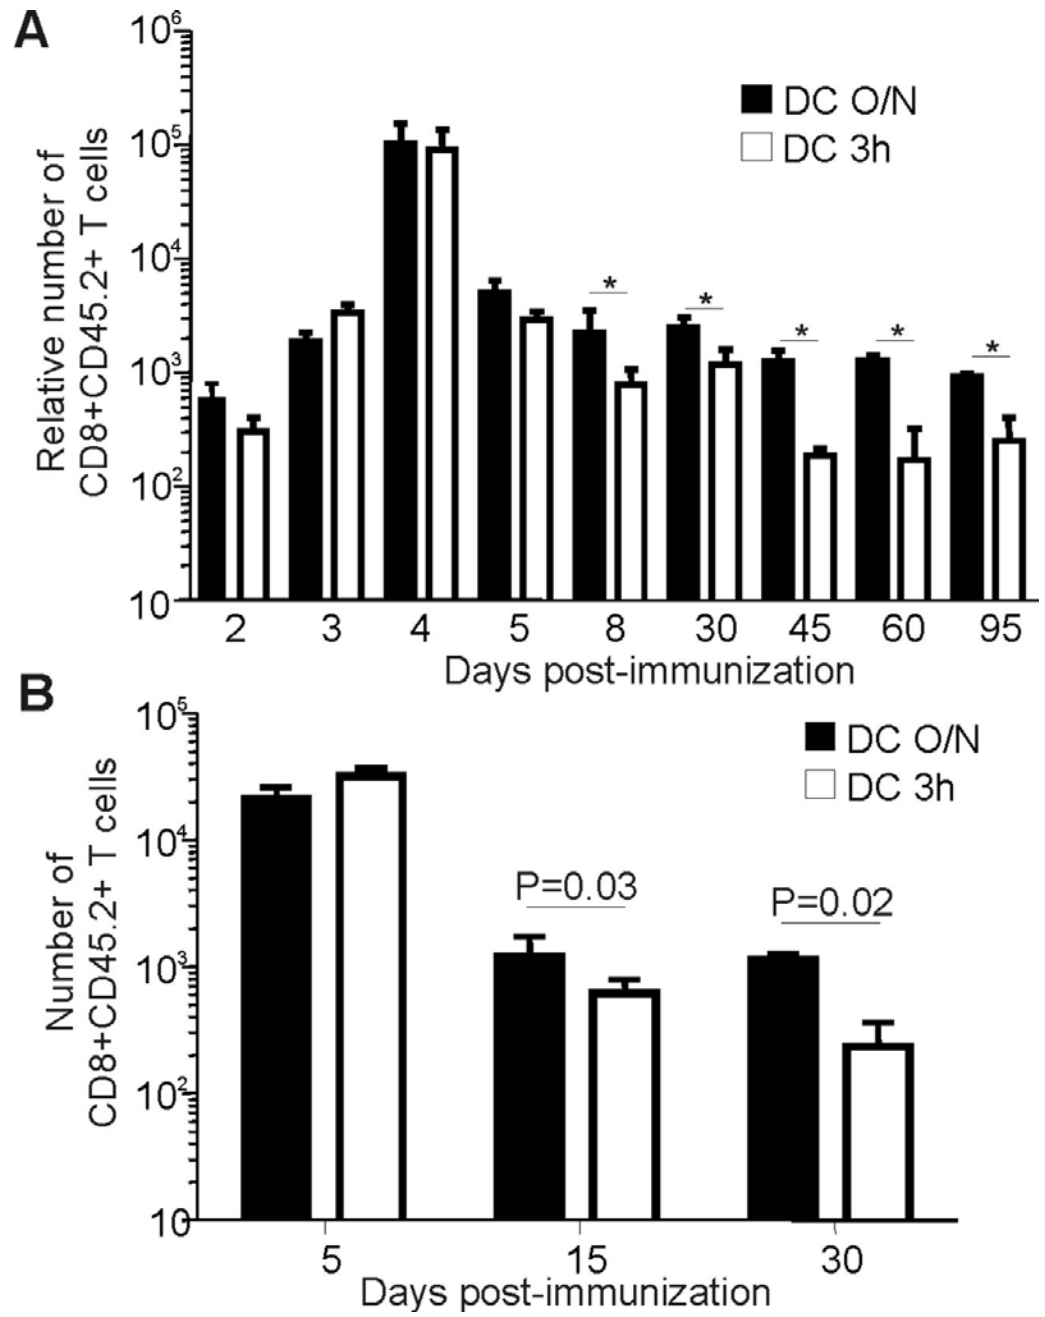 A
10⁶
10⁵
10⁴
10³
10²
10
Relative number of
CD8+CD45.2+ T cells
DC O/N
DC 3h
* * * * *
2 3 4 5 8 30 45 60 95
Days post-immunization
B
10⁵
10⁴
10³
10²
10
Number of
CD8+CD45.2+ T cells
DC O/N
DC 3h
P=0.03
P=0.02
5 15 30
Days post-immunization